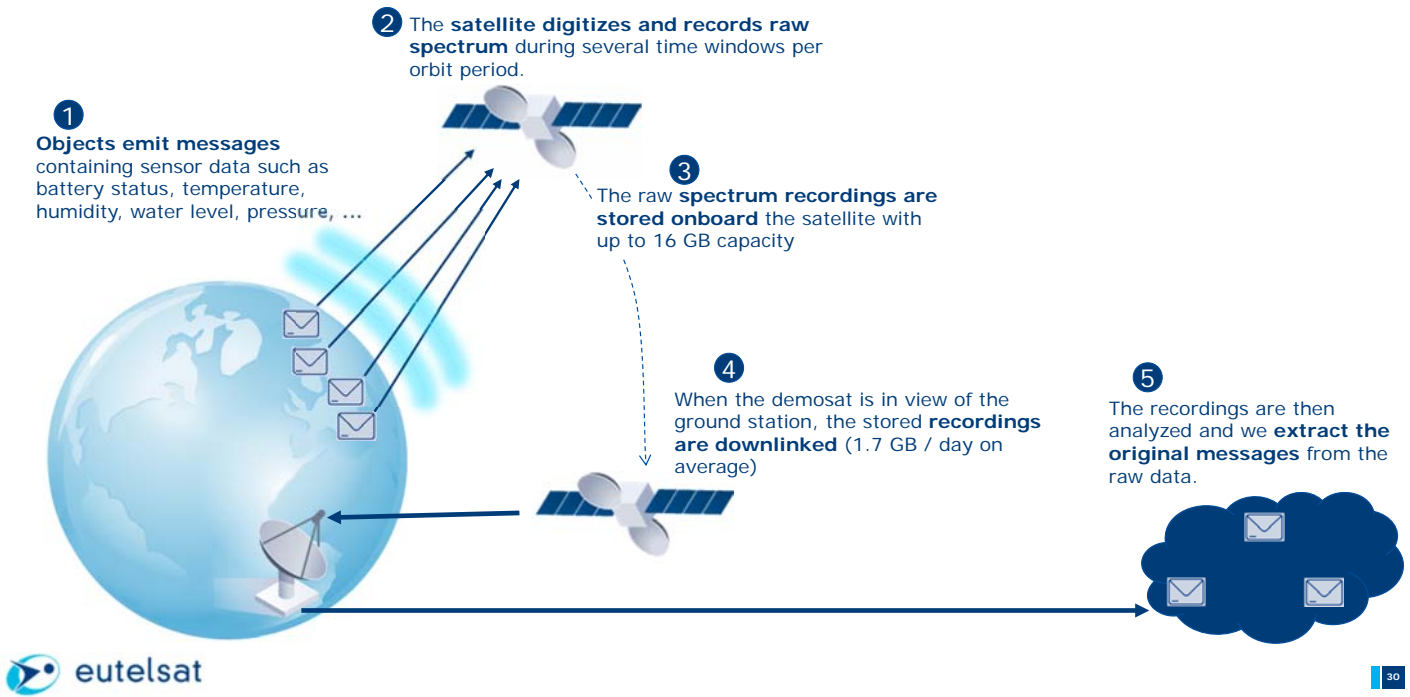 2 The satellite digitizes and records raw
spectrum during several time windows per
orbit period.
1
Objects emit messages
containing sensor data such as
battery status, temperature,
humidity, water level, pressure, ...
3
The raw spectrum recordings are
stored onboard the satellite with
up to 16 GB capacity
4
When the demosat is in view of the
ground station, the stored recordings
are downlinked (1.7 GB / day on
average)
5
The recordings are then
analyzed and we extract the
original messages from the
raw data.
eutelsat
30